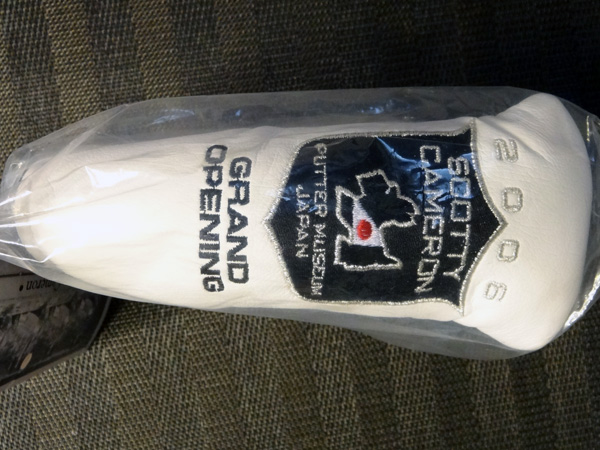 2006
SCOTTY
CAMERON
PUTTER MUSEUM
JAPAN
GRAND
OPENING